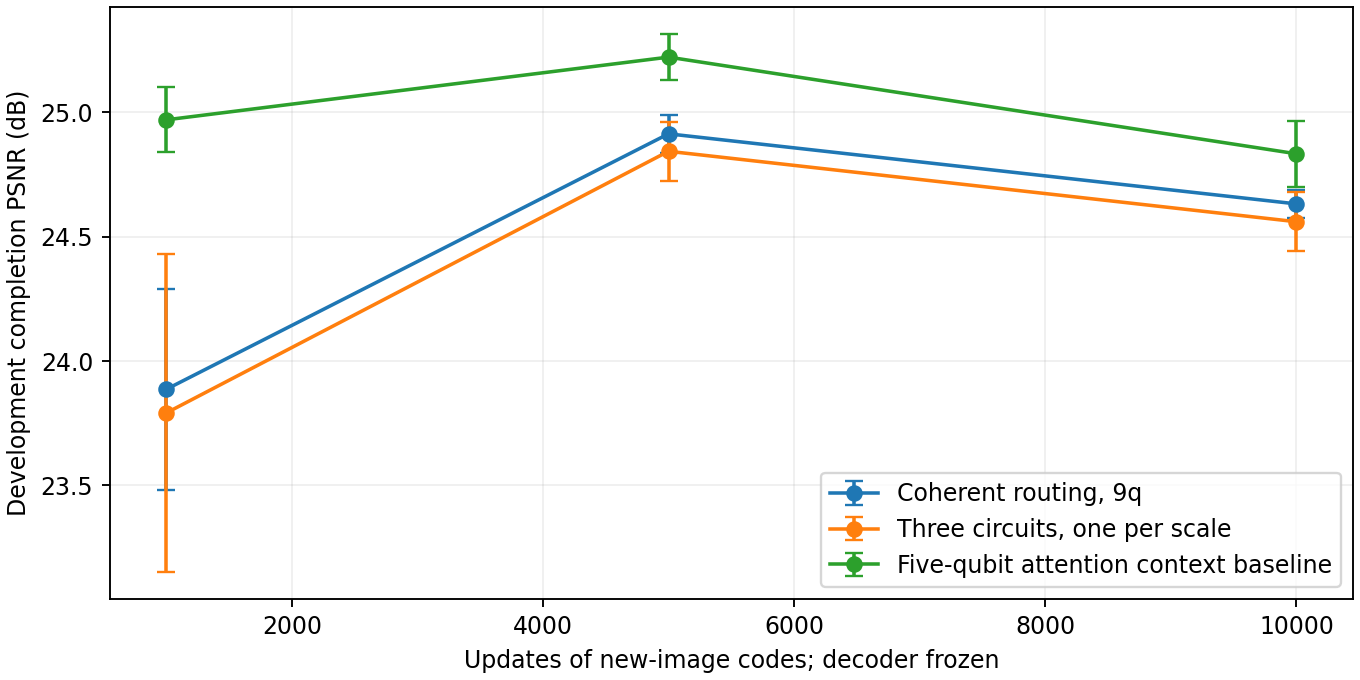 Development completion PSNR (dB)
25.0
24.5
24.0
23.5
Coherent routing, 9q
Three circuits, one per scale
Five-qubit attention context baseline
2000
4000
6000
8000
10000
Updates of new-image codes; decoder frozen